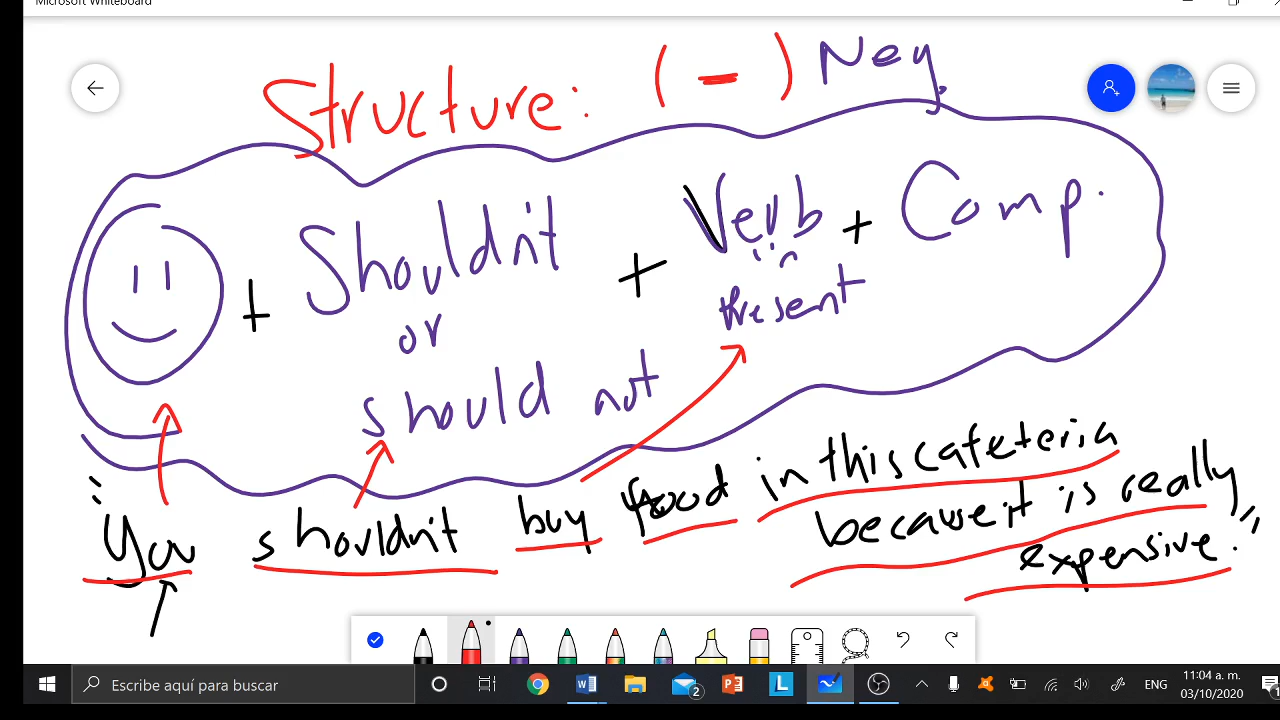 Microsoft Whiteboard
Structure: (-) Neg.
+ Shouldn't + Verb + Comp.
or in
should not Present
"You shouldn't buy food in this cafeteria
because it is really
expensive."
Escribe aquí para buscar
2
ENG
11:04 a. m.
03/10/2020